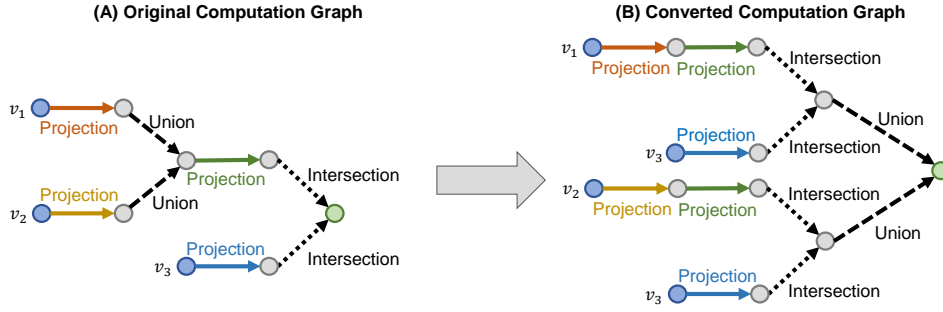 (A) Original Computation Graph
v1
Projection
Union
Projection
v2
Union
Projection
Intersection
Projection
v3
Intersection
(B) Converted Computation Graph
v1
Projection
Projection
Intersection
Projection
v3
Intersection
Union
v2
Projection
Projection
Intersection
Union
Projection
v3
Intersection